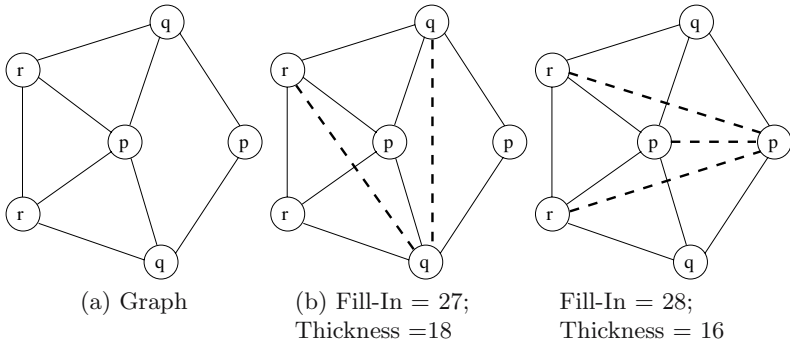 q
r
p
p
r
q
q
r
p
p
r
q
q
r
p
p
r
q
(a) Graph
(b) Fill-In = 27;
Thickness =18
Fill-In = 28;
Thickness = 16